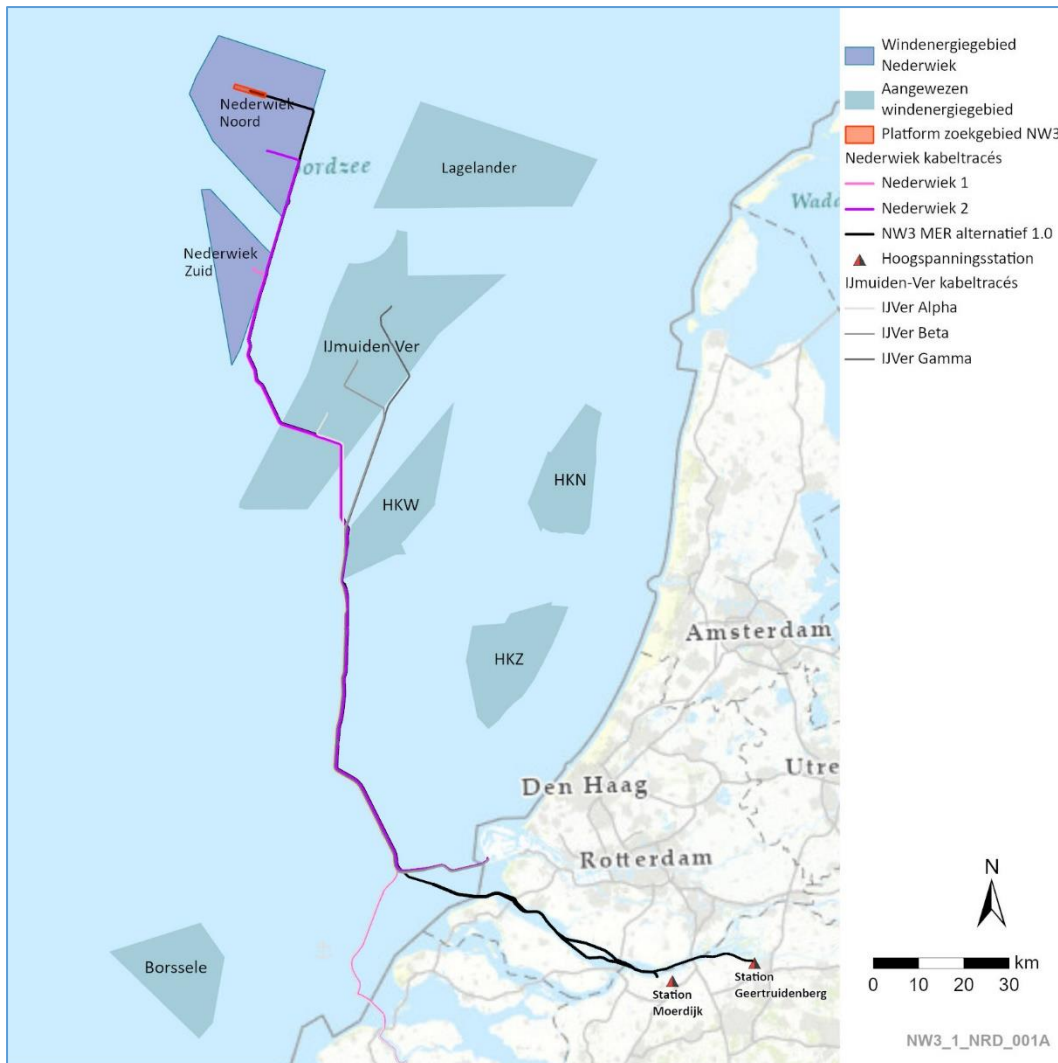 Nederwiek
Noord
oordzee
Lagelander
Wadd
Nederwiek
Zuid
IJmuiden Ver
HKW
HKN
HKZ
Amsterdam
Den Haag
Utre
Rotterdam
Borssele
Station
Moerdijk
Station
Geertruidenberg
Windenergiegebied
Nederwiek
Aangewezen
windenergiegebied
Platform zoekgebied NW3
Nederwiek kabeltracés
Nederwiek 1
Nederwiek 2
NW3 MER alternatief 1.0
Hoogspanningsstation
IJmuiden-Ver kabeltracés
IJVer Alpha
IJVer Beta
IJVer Gamma
N
km
0 10 20 30
NW3_1_NRD_001A